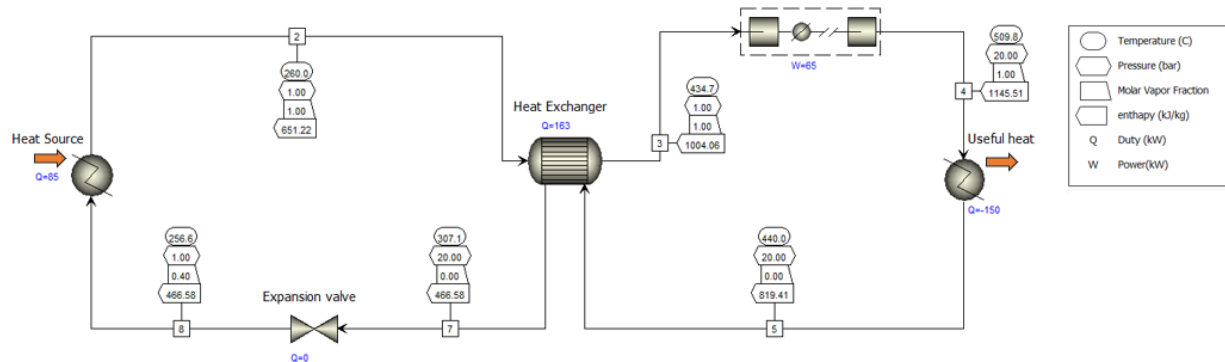 2
260.0
1.00
1.00
651.22
Heat Source
Q=85
Heat Exchanger
Q=163
434.7
1.00
1.00
1004.06
3
W=65
509.8
20.00
1.00
1145.51
4
Useful heat
Q=-150
Temperature (C)
Pressure (bar)
Molar Vapor Fraction
enthapy (kJ/kg)
Q Duty (kW)
W Power(kW)
256.6
1.00
0.40
466.58
8
Expansion valve
Q=0
307.1
20.00
0.00
466.58
7
440.0
20.00
0.00
819.41
5